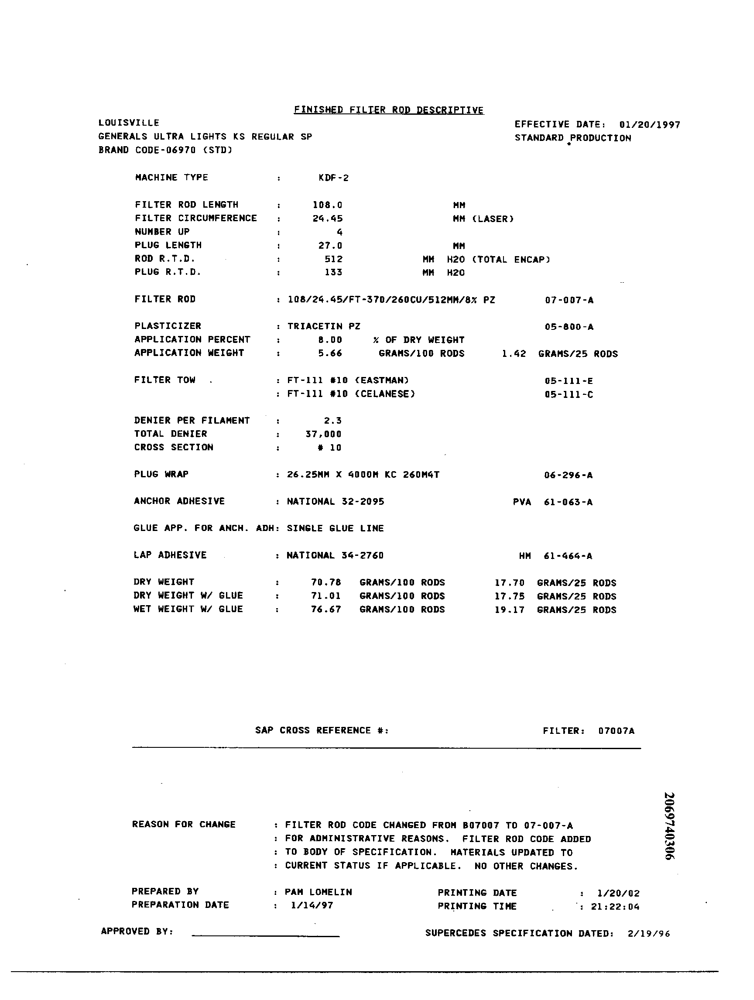 FINISHED FILTER ROD DESCRIPTIVE
LOUISVILLE EFFECTIVE DATE: 01/20/1997
GENERALS ULTRA LIGHTS KS REGULAR SP STANDARD PRODUCTION
BRAND CODE-06970 (STD)
MACHINE TYPE : KDF-2
FILTER ROD LENGTH : 108.0 MM
FILTER CIRCUMFERENCE : 24.45 MM (LASER)
NUMBER UP : 4
PLUG LENGTH : 27.0 MM
ROD R.T.D. : 512 MM H2O (TOTAL ENCAP)
PLUG R.T.D. : 133 MM H2O
FILTER ROD : 108/24.45/FT-370/260CU/512MM/8% PZ 07-007-A
PLASTICIZER : TRIACETIN PZ 05-800-A
APPLICATION PERCENT : 8.00 % OF DRY WEIGHT
APPLICATION WEIGHT : 5.66 GRAMS/100 RODS 1.42 GRAMS/25 RODS
FILTER TOW . : FT-111 #10 (EASTMAN) 05-111-E
: FT-111 #10 (CELANESE) 05-111-C
DENIER PER FILAMENT : 2.3
TOTAL DENIER : 37,000
CROSS SECTION : # 10
PLUG WRAP : 26.25MM X 4000M KC 260M4T 06-296-A
ANCHOR ADHESIVE : NATIONAL 32-2095 PVA 61-063-A
GLUE APP. FOR ANCH. ADH: SINGLE GLUE LINE
LAP ADHESIVE : NATIONAL 34-2760 HM 61-464-A
DRY WEIGHT : 70.78 GRAMS/100 RODS 17.70 GRAMS/25 RODS
DRY WEIGHT W/ GLUE : 71.01 GRAMS/100 RODS 17.75 GRAMS/25 RODS
WET WEIGHT W/ GLUE : 76.67 GRAMS/100 RODS 19.17 GRAMS/25 RODS
SAP CROSS REFERENCE #: FILTER: 07007A
2069740306
REASON FOR CHANGE : FILTER ROD CODE CHANGED FROM B07007 TO 07-007-A
: FOR ADMINISTRATIVE REASONS. FILTER ROD CODE ADDED
: TO BODY OF SPECIFICATION. MATERIALS UPDATED TO
: CURRENT STATUS IF APPLICABLE. NO OTHER CHANGES.
PREPARED BY : PAM LOMELIN PRINTING DATE : 1/20/02
PREPARATION DATE : 1/14/97 PRINTING TIME : 21:22:04
APPROVED BY: SUPERCEDES SPECIFICATION DATED: 2/19/96